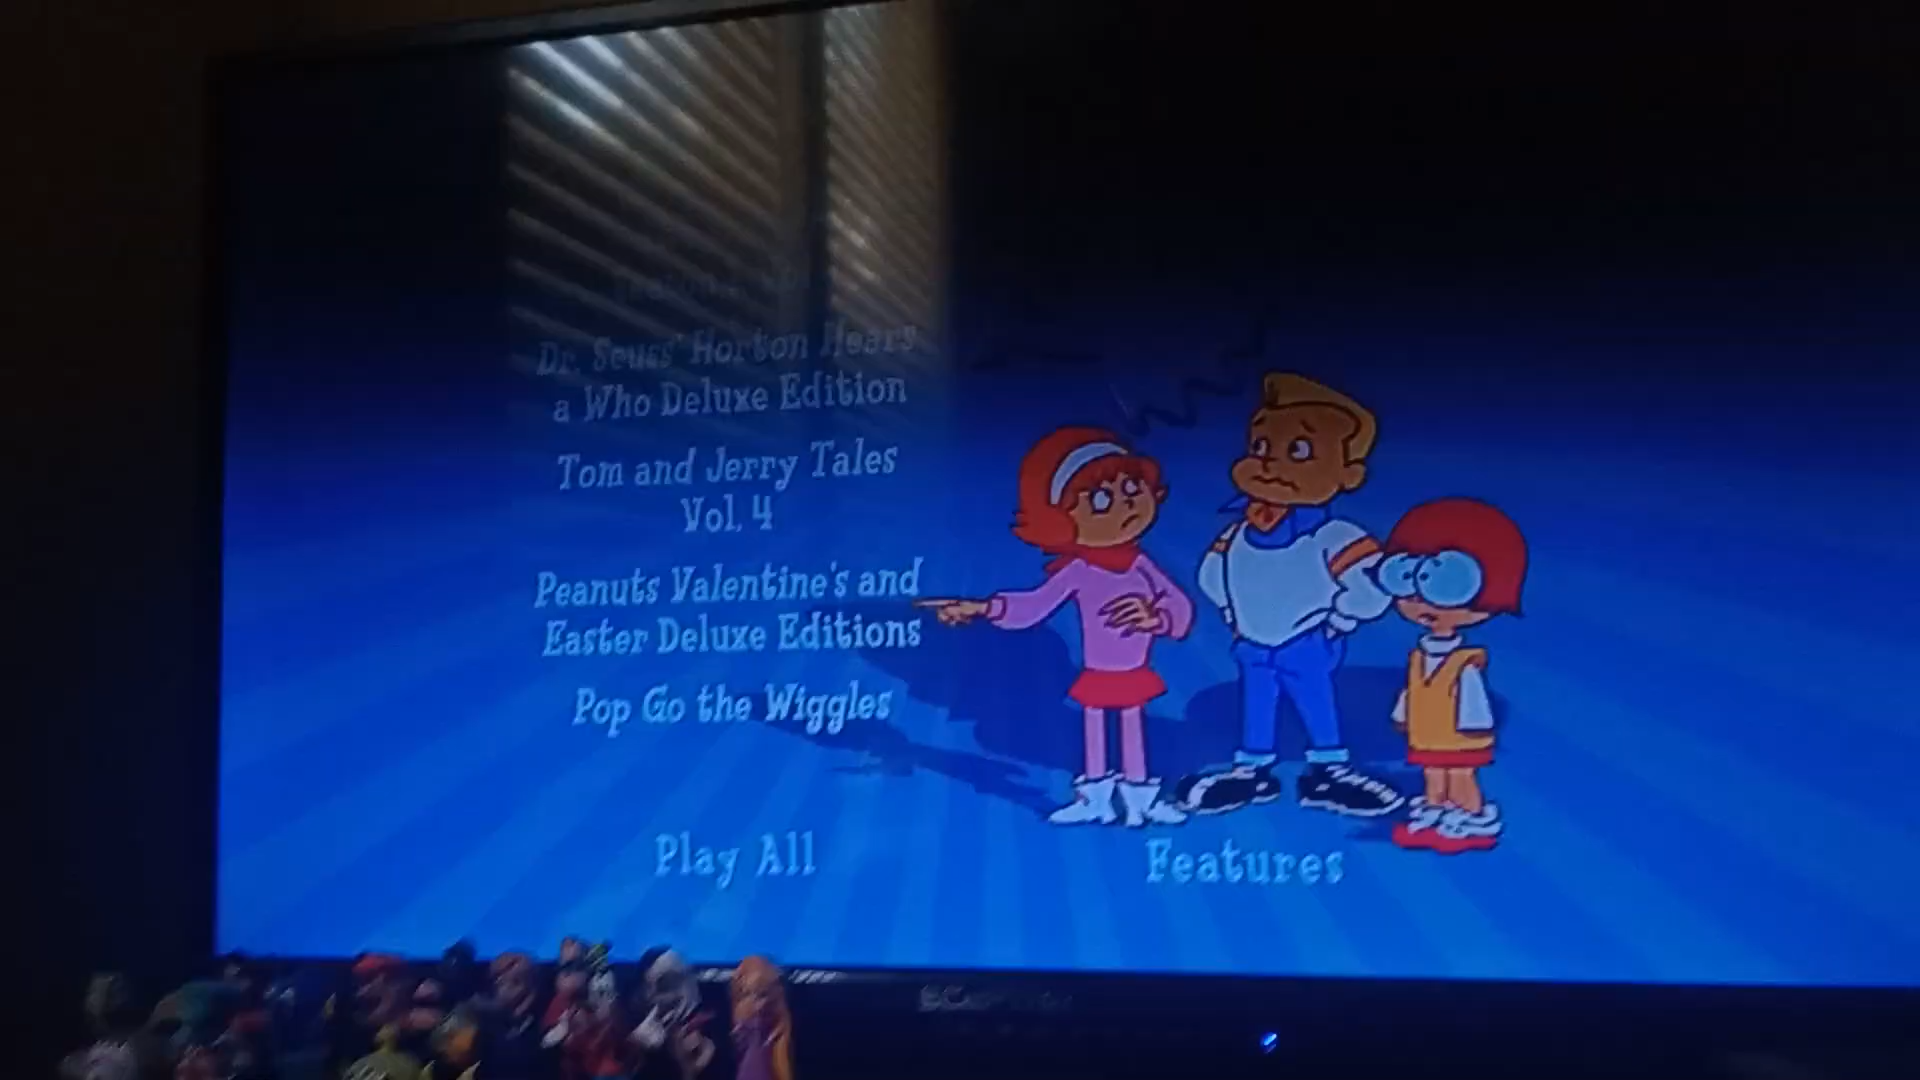 Dr. Seuss' Horton Hears
a Who Deluxe Edition
Tom and Jerry Tales
Vol. 4
Peanuts Valentine's and
Easter Deluxe Editions
Pop Go the Wiggles
Play All
Features